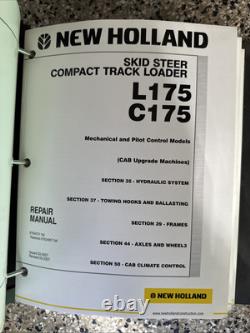 NEW HOLLAND
SKID STEER
COMPACT TRACK LOADER
L175
C175
Mechanical and Pilot Control Models
(CAB Upgrade Machines)
SECTION 35 - HYDRAULIC SYSTEM
SECTION 37 - TOWING HOOKS AND BALLASTING
SECTION 39 - FRAMES
SECTION 44 - AXLES AND WHEELS
SECTION 50 - CAB CLIMATE CONTROL
REPAIR
MANUAL
NEW HOLLAND